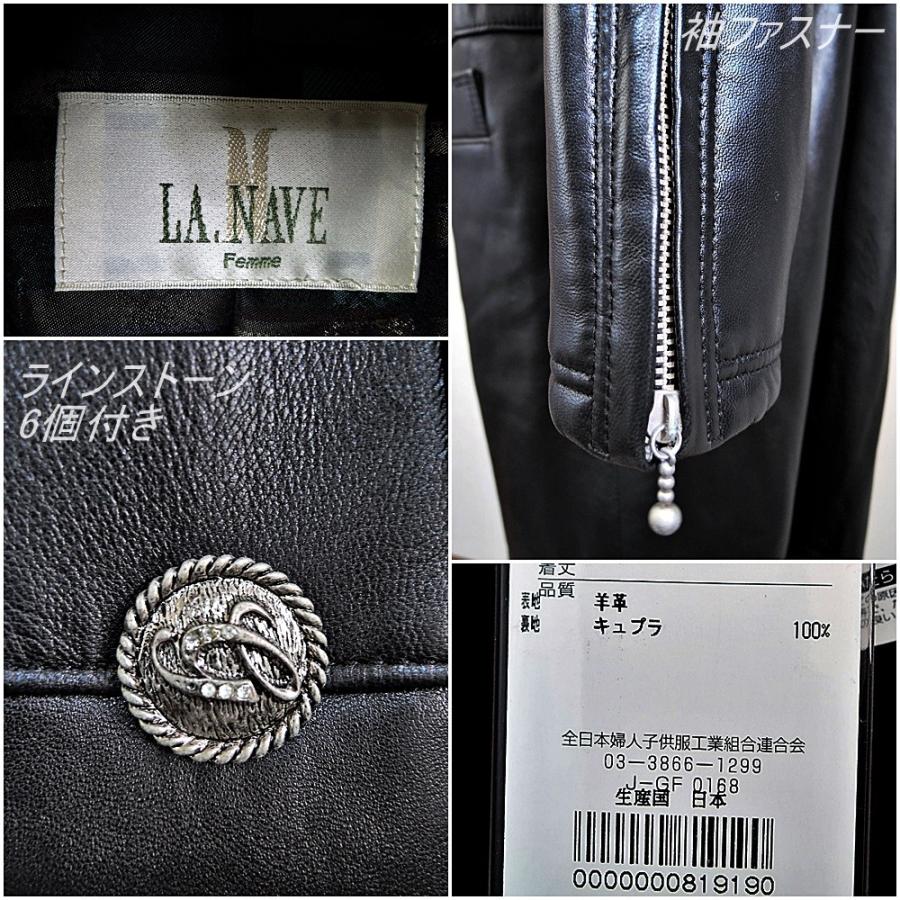 LA.NAVE
Femme
袖ファスナー
ラインストーン
6個付き
着丈
品質
表地 羊革
裏地 キュプラ 100%
全日本婦人子供服工業組合連合会
03-3866-1299
J-GF 0168
生産国 日本
0000000819190